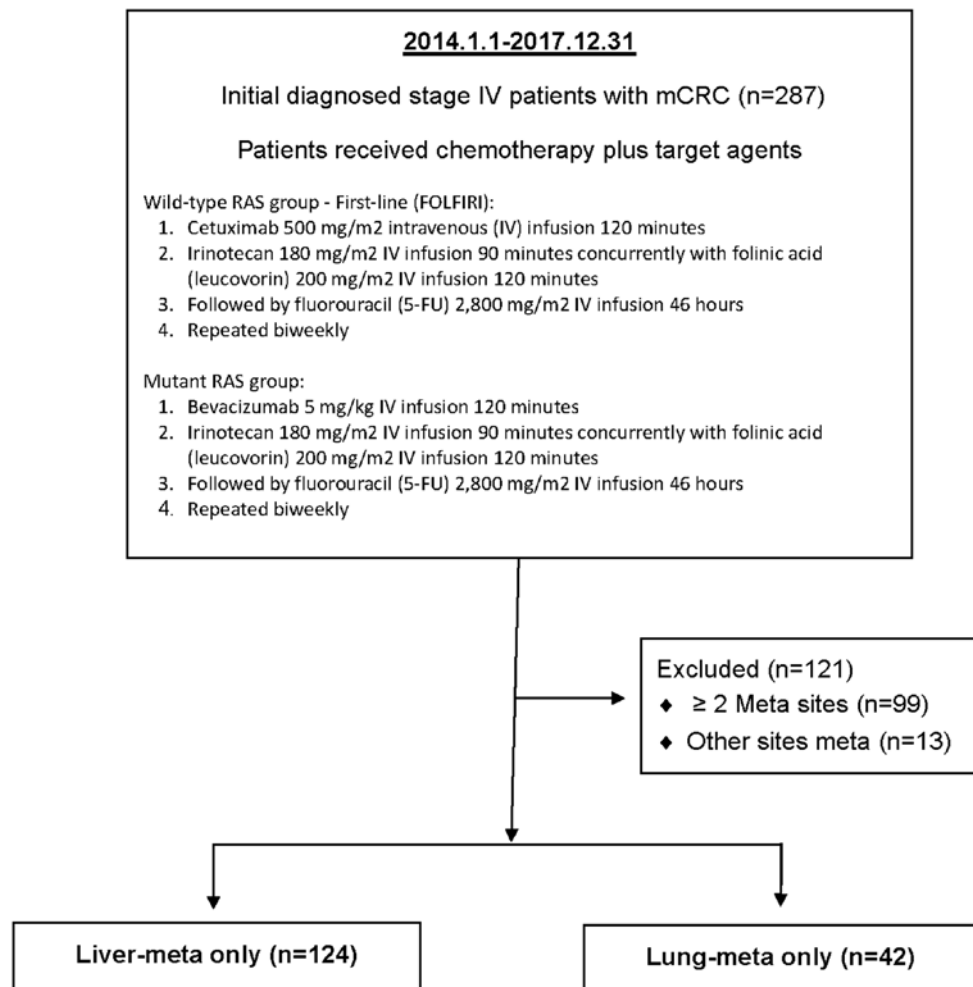 2014.1.1-2017.12.31
Initial diagnosed stage IV patients with mCRC (n=287)
Patients received chemotherapy plus target agents
Wild-type RAS group - First-line (FOLFIRI):
1. Cetuximab 500 mg/m2 intravenous (IV) infusion 120 minutes
2. Irinotecan 180 mg/m2 IV infusion 90 minutes concurrently with folinic acid
(leucovorin) 200 mg/m2 IV infusion 120 minutes
3. Followed by fluorouracil (5-FU) 2,800 mg/m2 IV infusion 46 hours
4. Repeated biweekly
Mutant RAS group:
1. Bevacizumab 5 mg/kg IV infusion 120 minutes
2. Irinotecan 180 mg/m2 IV infusion 90 minutes concurrently with folinic acid
(leucovorin) 200 mg/m2 IV infusion 120 minutes
3. Followed by fluorouracil (5-FU) 2,800 mg/m2 IV infusion 46 hours
4. Repeated biweekly
Excluded (n=121)
♦ ≥ 2 Meta sites (n=99)
♦ Other sites meta (n=13)
Liver-meta only (n=124)
Lung-meta only (n=42)